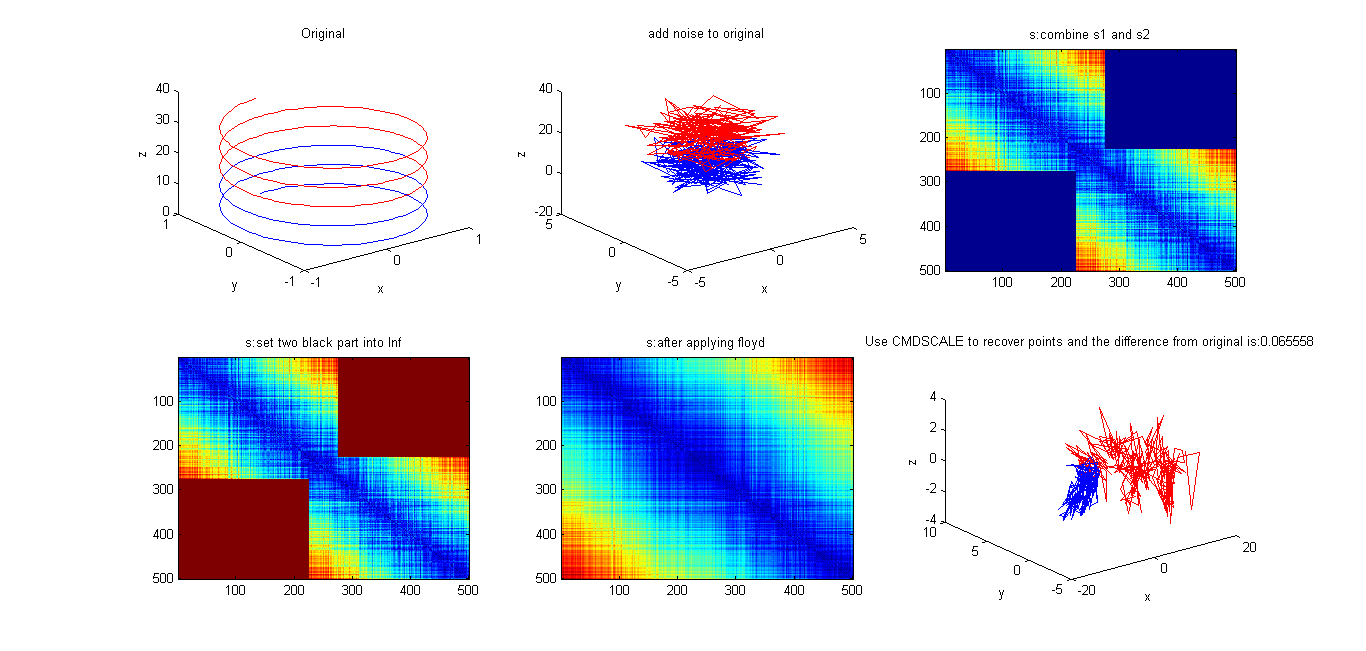 Original
40
30
20
10
0
z
1
0
-1
y
-1
0
1
x
add noise to original
40
20
0
-20
z
5
0
-5
y
-5
0
5
x
s:combine s1 and s2
100
200
300
400
500
100 200 300 400 500
s:set two black part into Inf
100
200
300
400
500
100 200 300 400 500
s:after applying floyd
100
200
300
400
500
100 200 300 400 500
Use CMDSCALE to recover points and the difference from original is:0.065558
4
2
0
-2
-4
z
10
5
0
-5
y
-20
0
20
x